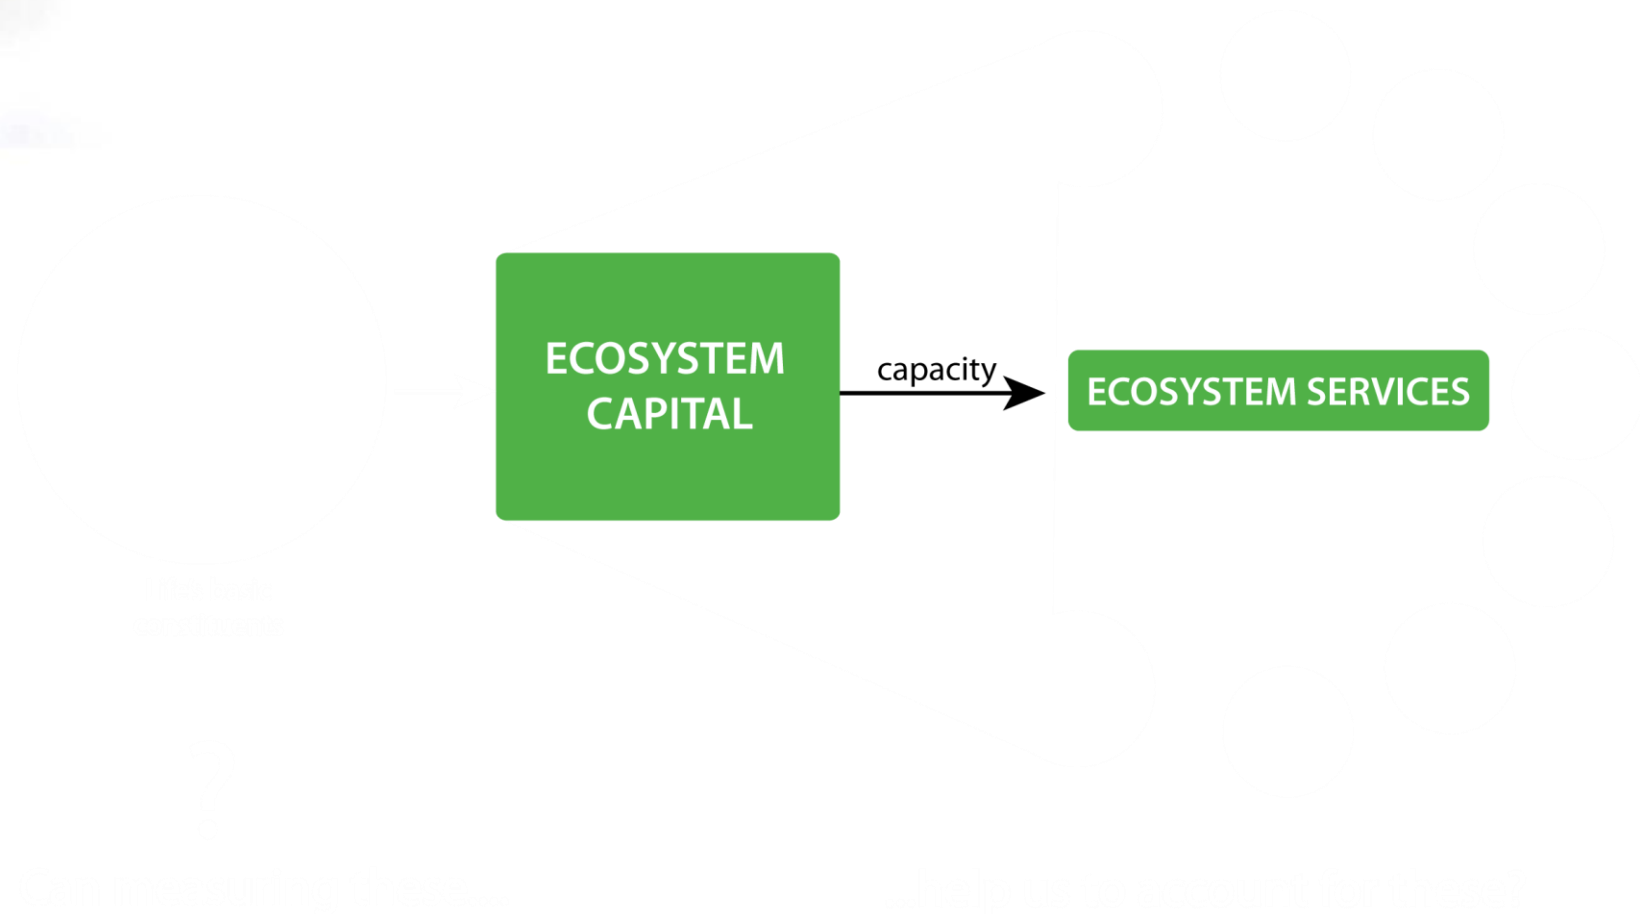 ECOSYSTEM
CAPITAL
capacity
ECOSYSTEM SERVICES